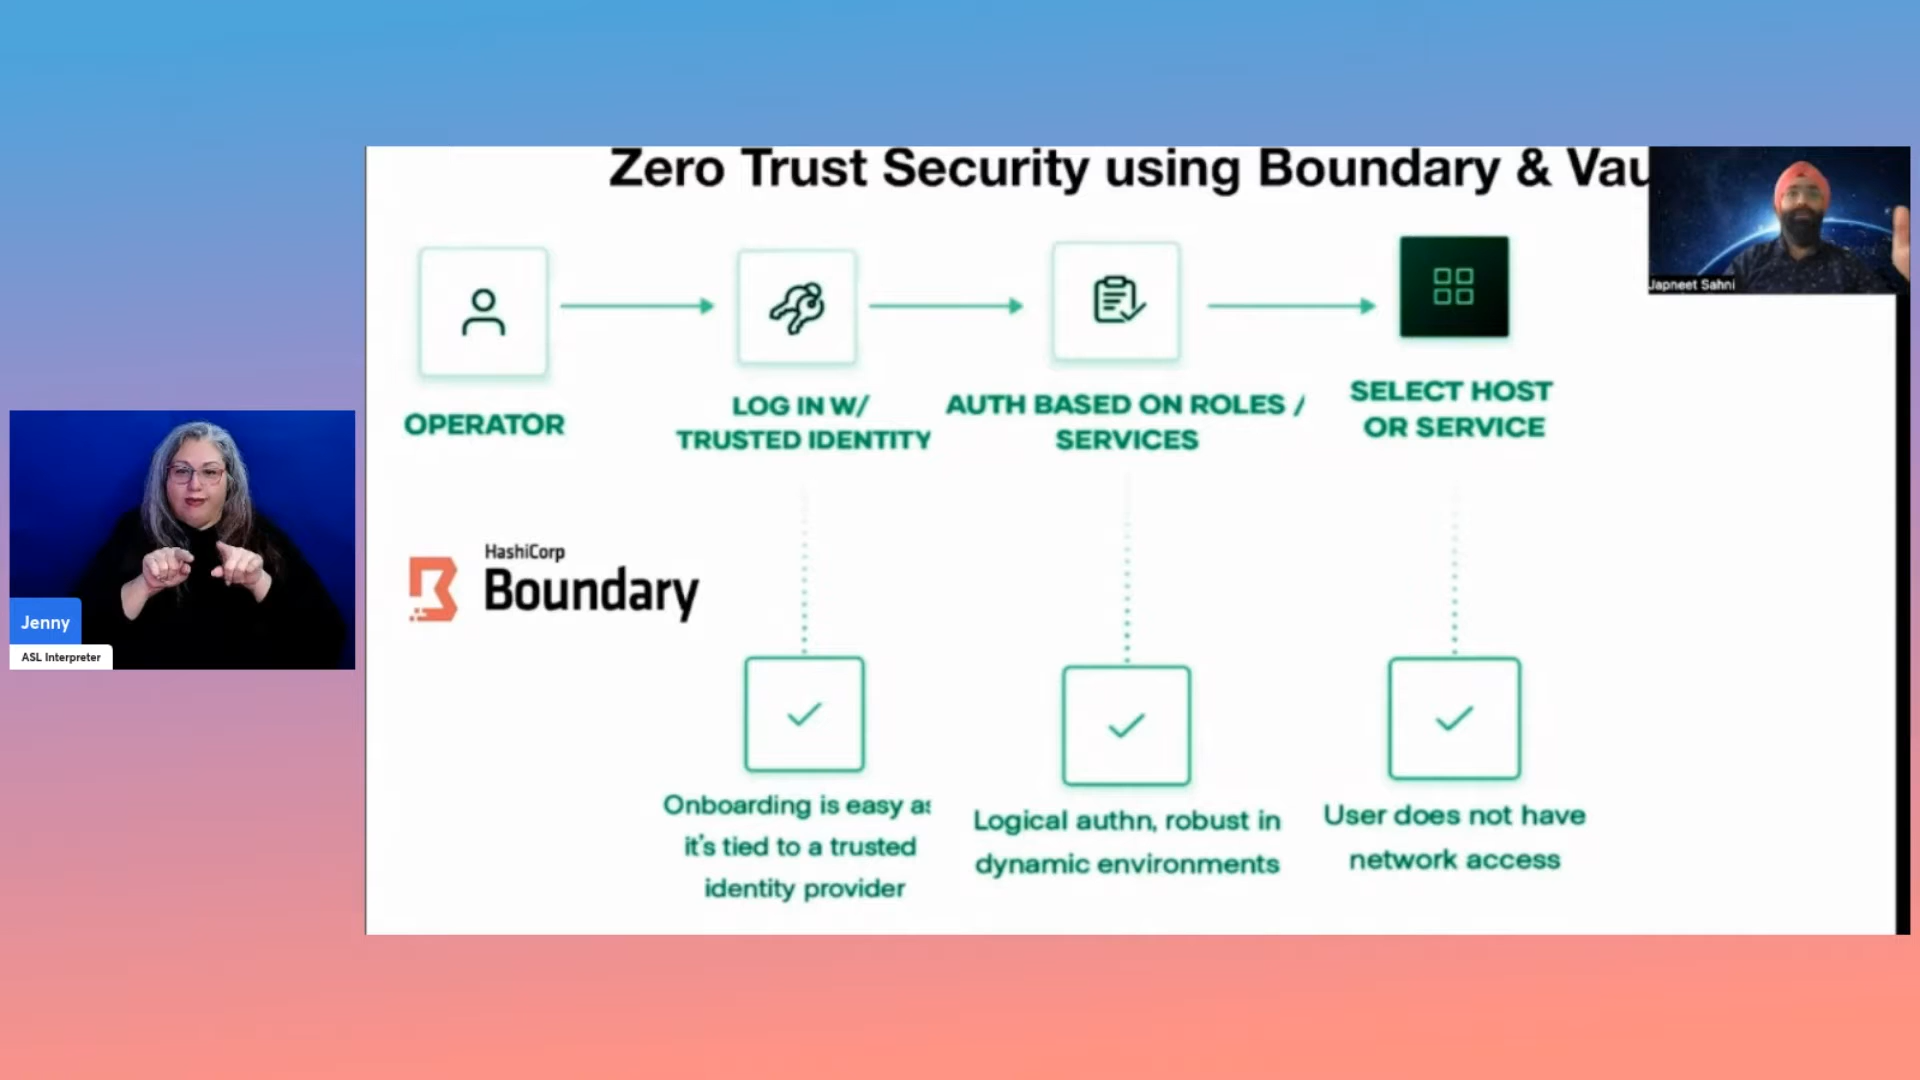 Zero Trust Security using Boundary & Vau
Japneet Sahni
OPERATOR
LOG IN W/
TRUSTED IDENTITY
AUTH BASED ON ROLES /
SERVICES
SELECT HOST
OR SERVICE
HashiCorp
Boundary
Jenny
ASL Interpreter
Onboarding is easy as
it's tied to a trusted
identity provider
Logical authn, robust in
dynamic environments
User does not have
network access